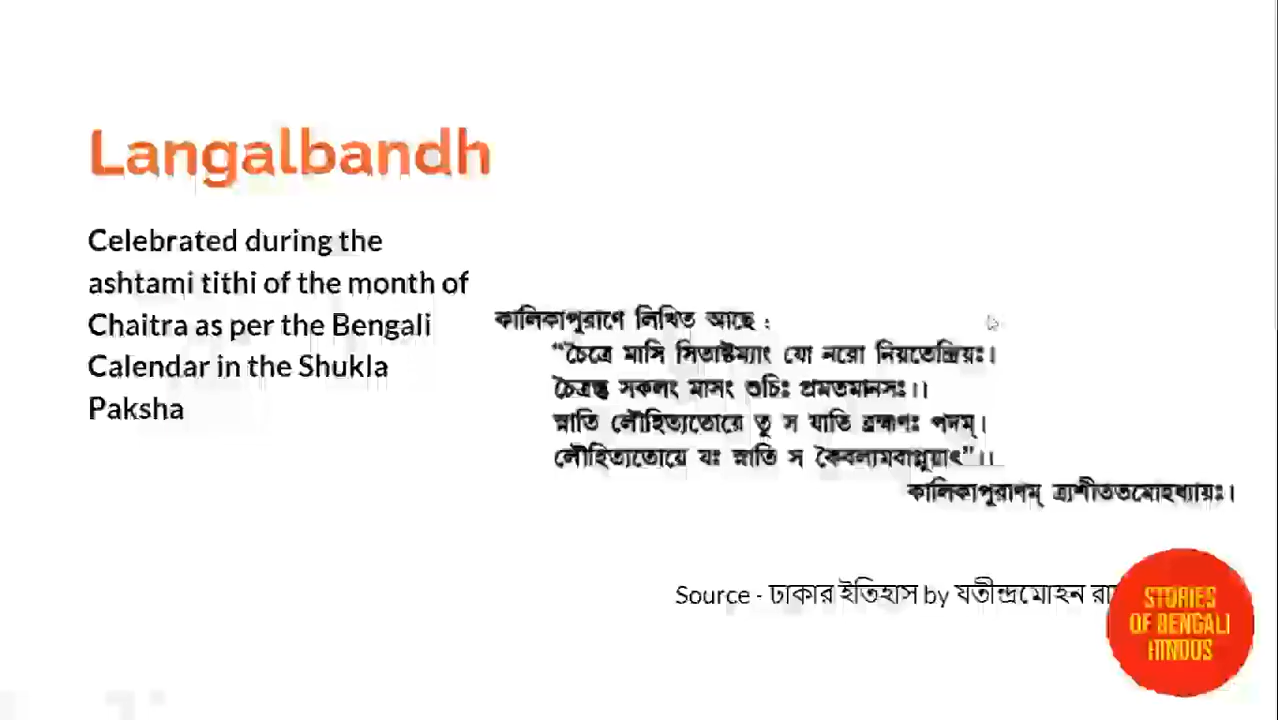 Langalbandh
Celebrated during the
ashtami tithi of the month of
Chaitra as per the Bengali
Calendar in the Shukla
Paksha
কালিকাপুরাণে লিখিত আছে :
“চৈত্রে মাসি সিতাষ্টম্যাং যো নরো নিয়তেন্দ্রিয়ঃ।
চৈত্রন্তু সকলং মাসং শুচিঃ প্রযতমানসঃ।।
স্নাতি লৌহিত্যতোয়ে তু স যাতি ব্রহ্মণঃ পদম্।
লৌহিত্যতোয়ে যঃ স্নাতি স কৈবল্যমবাপ্নুয়াৎ”।।
কালিকাপুরাণম্ ত্র্যশীতিতমোহধ্যায়ঃ।
Source - ঢাকার ইতিহাস by যতীন্দ্রমোহন
STORIES
OF BENGALI
HINDUS